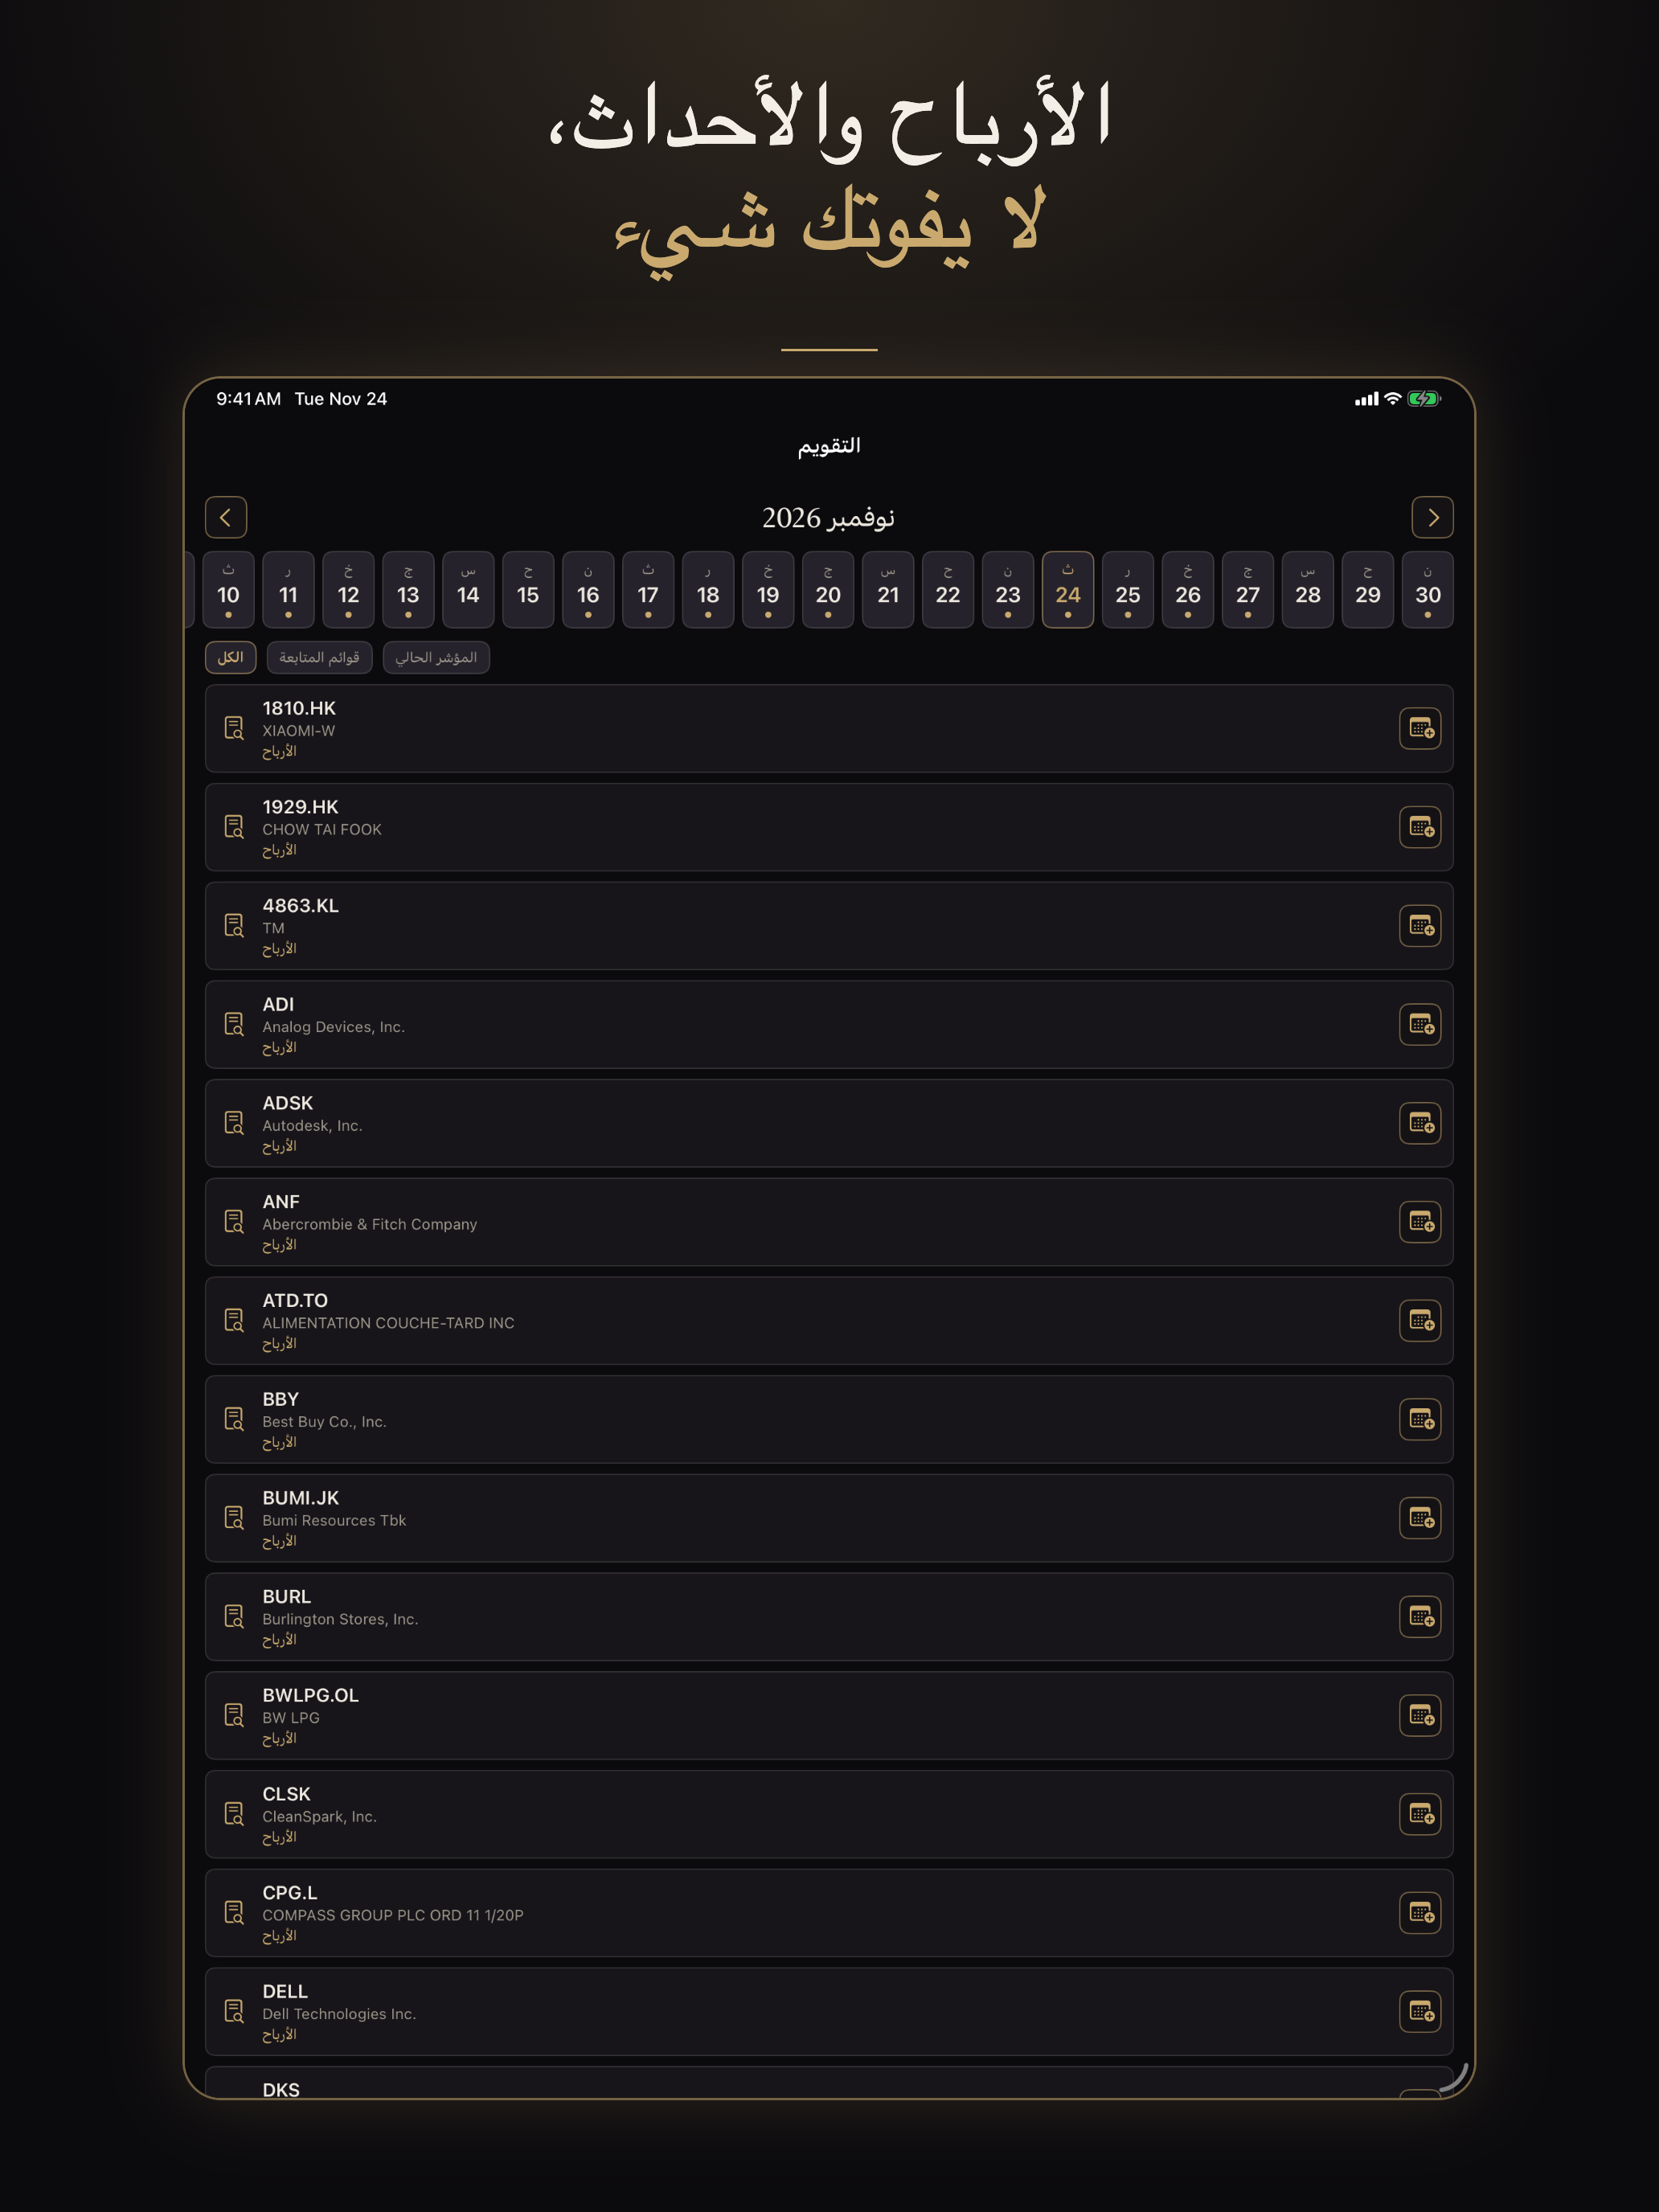 الأرباح والأحداث،
لا يفوتك شيء
9:41 AM Tue Nov 24
التقويم
نوفمبر 2026
ث ر خ ج س ح ن ث ر خ ج س ح ن ث ر خ ج س ح ن
10 11 12 13 14 15 16 17 18 19 20 21 22 23 24 25 26 27 28 29 30
الكل قوائم المتابعة المؤشر الحالي
1810.HK
XIAOMI-W
الأرباح
1929.HK
CHOW TAI FOOK
الأرباح
4863.KL
TM
الأرباح
ADI
Analog Devices, Inc.
الأرباح
ADSK
Autodesk, Inc.
الأرباح
ANF
Abercrombie & Fitch Company
الأرباح
ATD.TO
ALIMENTATION COUCHE-TARD INC
الأرباح
BBY
Best Buy Co., Inc.
الأرباح
BUMI.JK
Bumi Resources Tbk
الأرباح
BURL
Burlington Stores, Inc.
الأرباح
BWLPG.OL
BW LPG
الأرباح
CLSK
CleanSpark, Inc.
الأرباح
CPG.L
COMPASS GROUP PLC ORD 11 1/20P
الأرباح
DELL
Dell Technologies Inc.
الأرباح
DKS